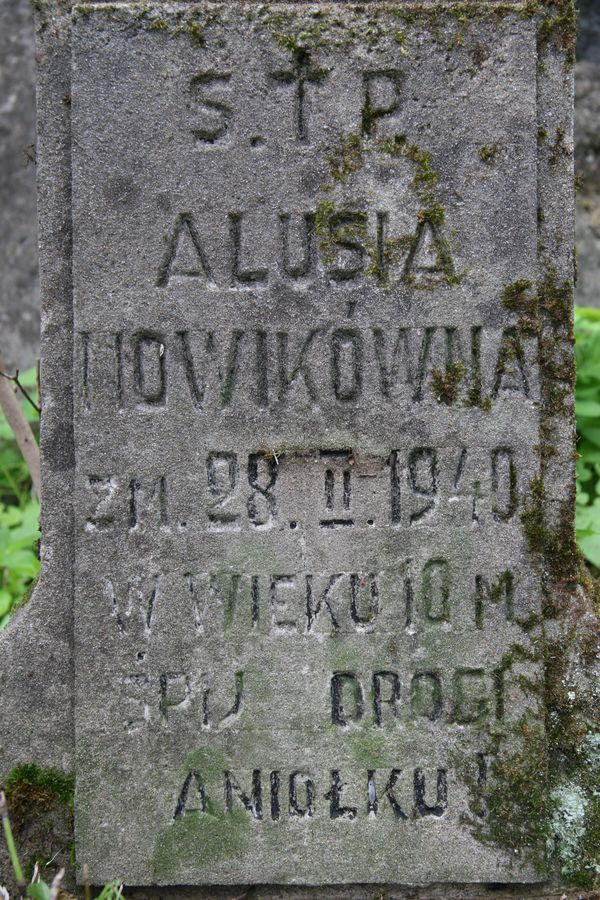 S.†P.
ALUSIA
NOWIKÓWNA
ZM. 28. II. 1940
W WIEKU 10 M.
ŚPIJ DROGI
ANIOŁKU!